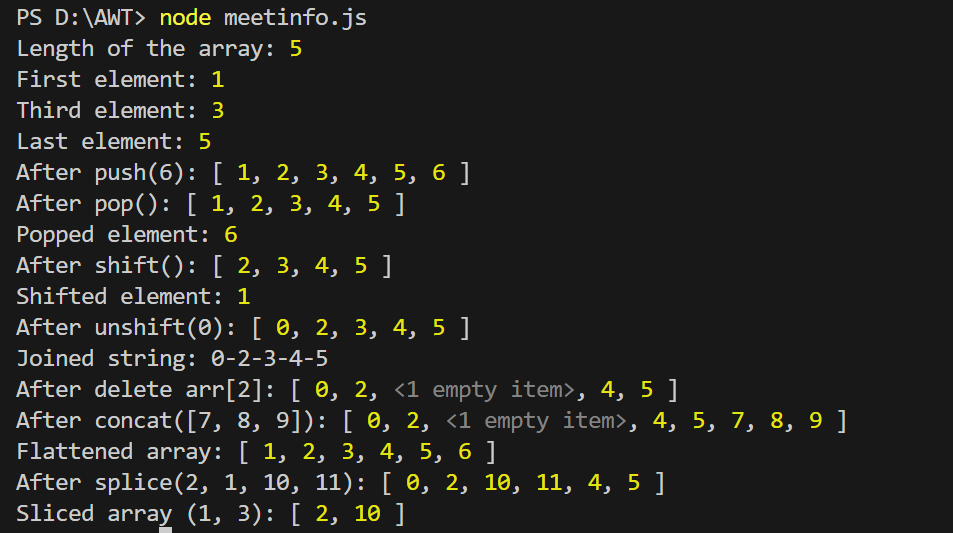 PS D:\AWT> node meetinfo.js
Length of the array: 5
First element: 1
Third element: 3
Last element: 5
After push(6): [ 1, 2, 3, 4, 5, 6 ]
After pop(): [ 1, 2, 3, 4, 5 ]
Popped element: 6
After shift(): [ 2, 3, 4, 5 ]
Shifted element: 1
After unshift(0): [ 0, 2, 3, 4, 5 ]
Joined string: 0-2-3-4-5
After delete arr[2]: [ 0, 2, <1 empty item>, 4, 5 ]
After concat([7, 8, 9]): [ 0, 2, <1 empty item>, 4, 5, 7, 8, 9 ]
Flattened array: [ 1, 2, 3, 4, 5, 6 ]
After splice(2, 1, 10, 11): [ 0, 2, 10, 11, 4, 5 ]
Sliced array (1, 3): [ 2, 10 ]